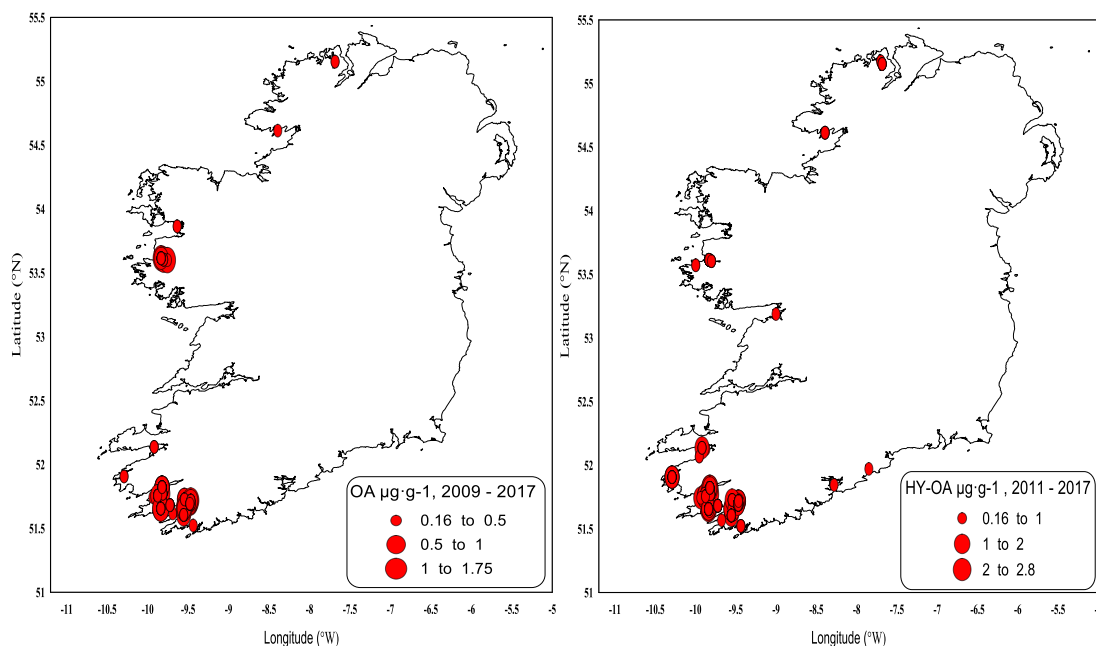 55.5
55
54.5
54
53.5
53
52.5
52
51.5
51
Latitude (°N)
OA µg·g-1, 2009 - 2017
0.16 to 0.5
0.5 to 1
1 to 1.75
-11 -10.5 -10 -9.5 -9 -8.5 -8 -7.5 -7 -6.5 -6 -5.5 -5
Longitude (°W)
55.5
55
54.5
54
53.5
53
52.5
52
51.5
51
Latitude (°N)
HY-OA µg·g-1 , 2011 - 2017
0.16 to 1
1 to 2
2 to 2.8
-11 -10.5 -10 -9.5 -9 -8.5 -8 -7.5 -7 -6.5 -6 -5.5
Longitude (°W)